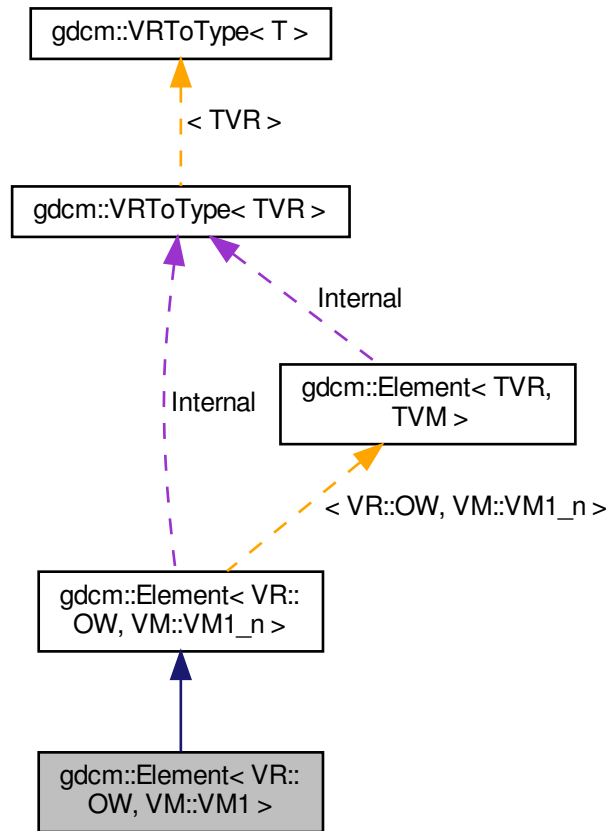 gdcm::VRToType< T >
< TVR >
gdcm::VRToType< TVR >
Internal
gdcm::Element< TVR,
TVM >
Internal
< VR::OW, VM::VM1_n >
gdcm::Element< VR::
OW, VM::VM1_n >
gdcm::Element< VR::
OW, VM::VM1 >